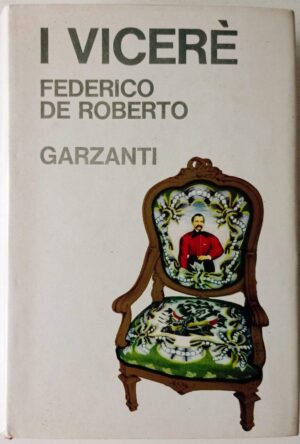 I VICERÈ
FEDERICO
DE ROBERTO
GARZANTI